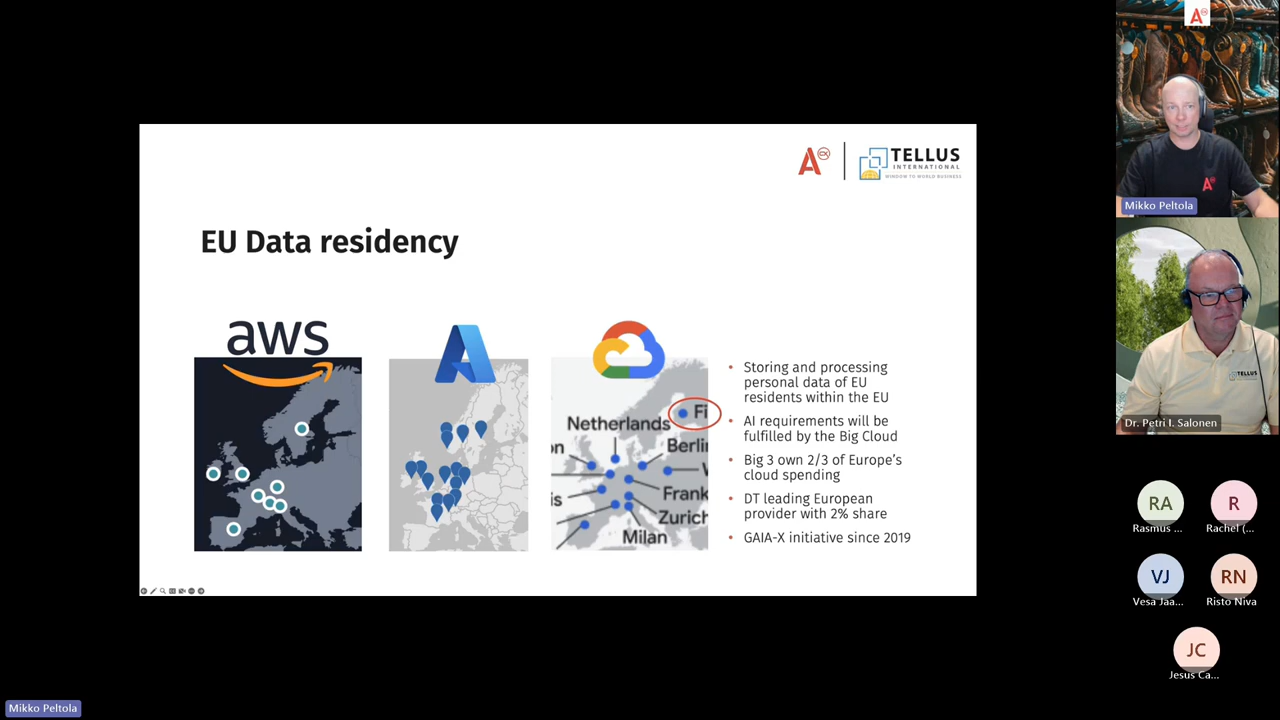 A CX
TELLUS
INTERNATIONAL
WINDOW TO WORLD BUSINESS
EU Data residency
aws
Netherlands
Fi
Berlin
Frank
Zurich
Milan
• Storing and processing
personal data of EU
residents within the EU
• AI requirements will be
fulfilled by the Big Cloud
• Big 3 own 2/3 of Europe's
cloud spending
• DT leading European
provider with 2% share
• GAIA-X initiative since 2019
Mikko Peltola
TELLUS
Dr. Petri I. Salonen
RA
Rasmus ...
R
Rachel (...
VJ
Vesa Jaa...
RN
Risto Niva
JC
Jesus Ca...
Mikko Peltola